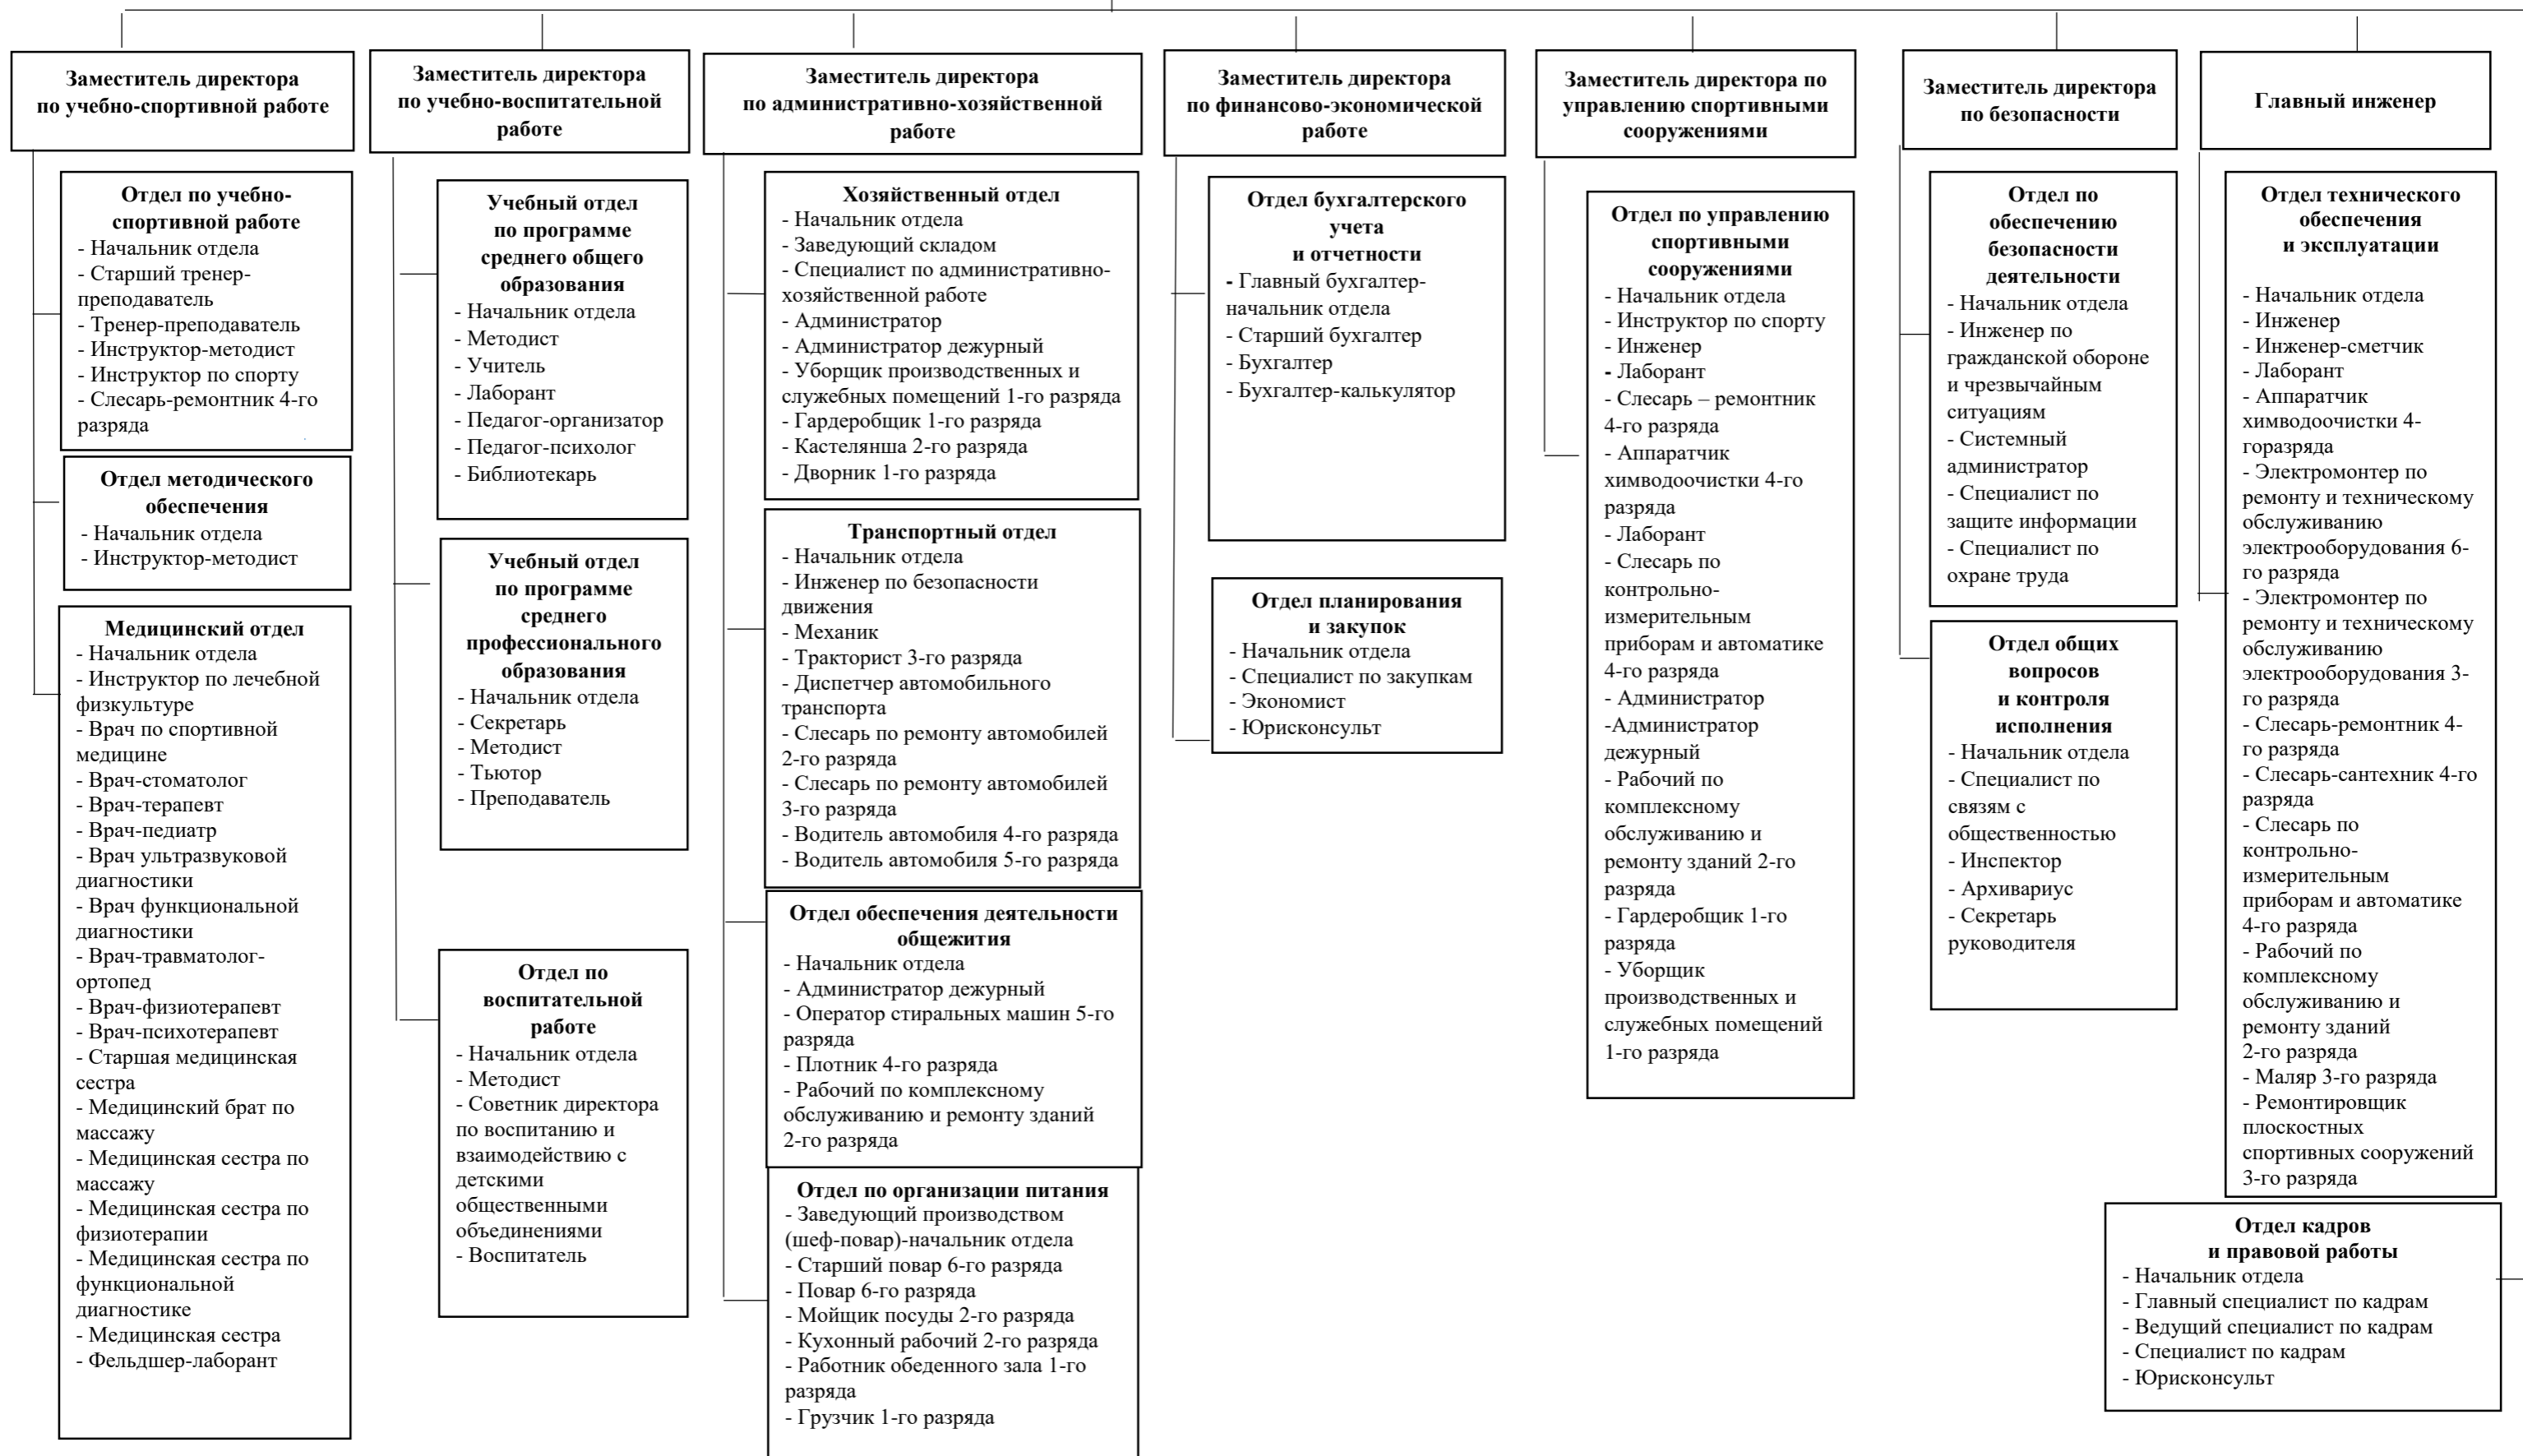 Заместитель директора
по учебно-спортивной работе
Отдел по учебно-
спортивной работе
- Начальник отдела
- Старший тренер-
преподаватель
- Тренер-преподаватель
- Инструктор-методист
- Инструктор по спорту
- Слесарь-ремонтник 4-го
разряда
Отдел методического
обеспечения
- Начальник отдела
- Инструктор-методист
Медицинский отдел
- Начальник отдела
- Инструктор по лечебной
физкультуре
- Врач по спортивной
медицине
- Врач-стоматолог
- Врач-терапевт
- Врач-педиатр
- Врач ультразвуковой
диагностики
- Врач функциональной
диагностики
- Врач-травматолог-
ортопед
- Врач-физиотерапевт
- Врач-психотерапевт
- Старшая медицинская
сестра
- Медицинский брат по
массажу
- Медицинская сестра по
массажу
- Медицинская сестра по
физиотерапии
- Медицинская сестра по
функциональной
диагностике
- Медицинская сестра
- Фельдшер-лаборант
Заместитель директора
по учебно-воспитательной
работе
Учебный отдел
по программе
среднего общего
образования
- Начальник отдела
- Методист
- Учитель
- Лаборант
- Педагог-организатор
- Педагог-психолог
- Библиотекарь
Учебный отдел
по программе
среднего
профессионального
образования
- Начальник отдела
- Секретарь
- Методист
- Тьютор
- Преподаватель
Отдел по
воспитательной
работе
- Начальник отдела
- Методист
- Советник директора
по воспитанию и
взаимодействию с
детскими
общественными
объединениями
- Воспитатель
Заместитель директора
по административно-хозяйственной
работе
Хозяйственный отдел
- Начальник отдела
- Заведующий складом
- Специалист по административно-
хозяйственной работе
- Администратор
- Администратор дежурный
- Уборщик производственных и
служебных помещений 1-го разряда
- Гардеробщик 1-го разряда
- Кастелянша 2-го разряда
- Дворник 1-го разряда
Транспортный отдел
- Начальник отдела
- Инженер по безопасности
движения
- Механик
- Тракторист 3-го разряда
- Диспетчер автомобильного
транспорта
- Слесарь по ремонту автомобилей
2-го разряда
- Слесарь по ремонту автомобилей
3-го разряда
- Водитель автомобиля 4-го разряда
- Водитель автомобиля 5-го разряда
Отдел обеспечения деятельности
общежития
- Начальник отдела
- Администратор дежурный
- Оператор стиральных машин 5-го
разряда
- Плотник 4-го разряда
- Рабочий по комплексному
обслуживанию и ремонту зданий
2-го разряда
Отдел по организации питания
- Заведующий производством
(шеф-повар)-начальник отдела
- Старший повар 6-го разряда
- Повар 6-го разряда
- Мойщик посуды 2-го разряда
- Кухонный рабочий 2-го разряда
- Работник обеденного зала 1-го
разряда
- Грузчик 1-го разряда
Заместитель директора
по финансово-экономической
работе
Отдел бухгалтерского
учета
и отчетности
- Главный бухгалтер-
начальник отдела
- Старший бухгалтер
- Бухгалтер
- Бухгалтер-калькулятор
Отдел планирования
и закупок
- Начальник отдела
- Специалист по закупкам
- Экономист
- Юрисконсульт
Заместитель директора по
управлению спортивными
сооружениями
Отдел по управлению
спортивными
сооружениями
- Начальник отдела
- Инструктор по спорту
- Инженер
- Лаборант
- Слесарь – ремонтник
4-го разряда
- Аппаратчик
химводоочистки 4-го
разряда
- Лаборант
- Слесарь по
контрольно-
измерительным
приборам и автоматике
4-го разряда
- Администратор
-Администратор
дежурный
- Рабочий по
комплексному
обслуживанию и
ремонту зданий 2-го
разряда
- Гардеробщик 1-го
разряда
- Уборщик
производственных и
служебных помещений
1-го разряда
Заместитель директора
по безопасности
Отдел по
обеспечению
безопасности
деятельности
- Начальник отдела
- Инженер по
гражданской обороне
и чрезвычайным
ситуациям
- Системный
администратор
- Специалист по
защите информации
- Специалист по
охране труда
Отдел общих
вопросов
и контроля
исполнения
- Начальник отдела
- Специалист по
связям с
общественностью
- Инспектор
- Архивариус
- Секретарь
руководителя
Главный инженер
Отдел технического
обеспечения
и эксплуатации
- Начальник отдела
- Инженер
- Инженер-сметчик
- Лаборант
- Аппаратчик
химводоочистки 4-
горазряда
- Электромонтер по
ремонту и техническому
обслуживанию
электрооборудования 6-
го разряда
- Электромонтер по
ремонту и техническому
обслуживанию
электрооборудования 3-
го разряда
- Слесарь-ремонтник 4-
го разряда
- Слесарь-сантехник 4-го
разряда
- Слесарь по
контрольно-
измерительным
приборам и автоматике
4-го разряда
- Рабочий по
комплексному
обслуживанию и
ремонту зданий
2-го разряда
- Маляр 3-го разряда
- Ремонтировщик
плоскостных
спортивных сооружений
3-го разряда
Отдел кадров
и правовой работы
- Начальник отдела
- Главный специалист по кадрам
- Ведущий специалист по кадрам
- Специалист по кадрам
- Юрисконсульт